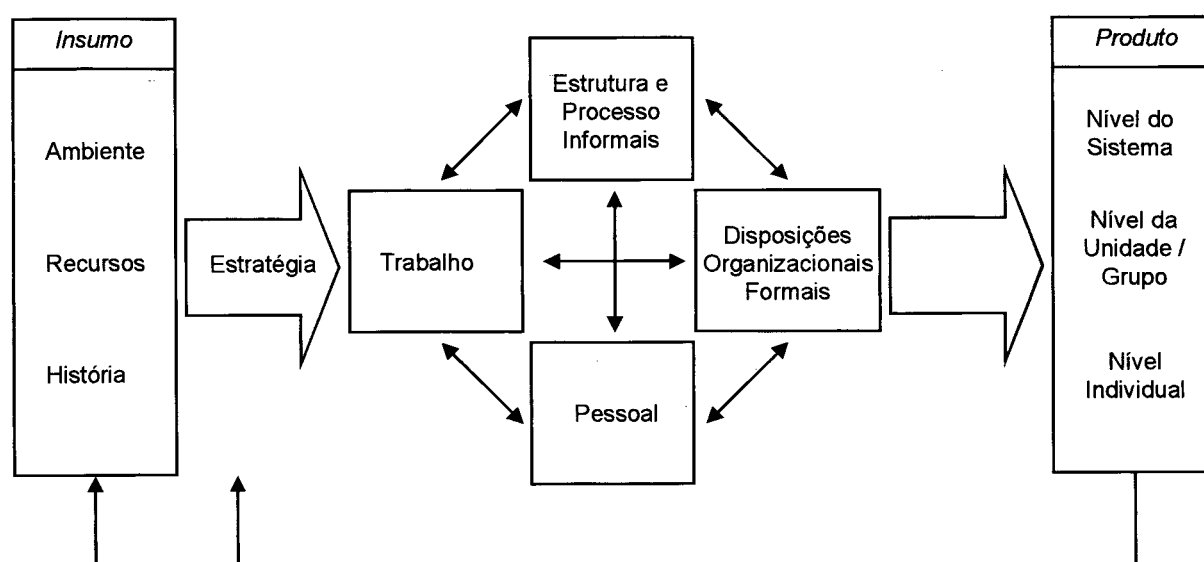 Insumo
Ambiente
Recursos
História
Estratégia
Trabalho
Estrutura e
Processo
Informais
Disposições
Organizacionais
Formais
Pessoal
Produto
Nível do
Sistema
Nível da
Unidade /
Grupo
Nível
Individual